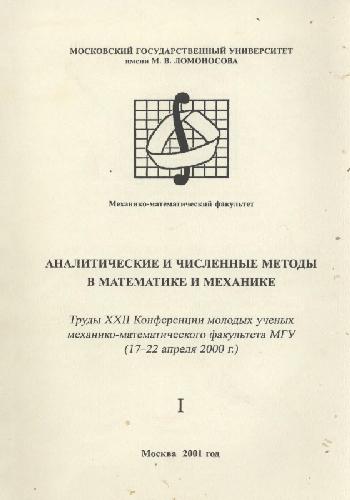 МОСКОВСКИЙ ГОСУДАРСТВЕННЫЙ УНИВЕРСИТЕТ
имени М. В. ЛОМОНОСОВА
Механико-математический факультет
АНАЛИТИЧЕСКИЕ И ЧИСЛЕННЫЕ МЕТОДЫ
В МАТЕМАТИКЕ И МЕХАНИКЕ
Труды XXII Конференции молодых ученых
механико-математического факультета МГУ
(17–22 апреля 2000 г.)
I
Москва 2001 год